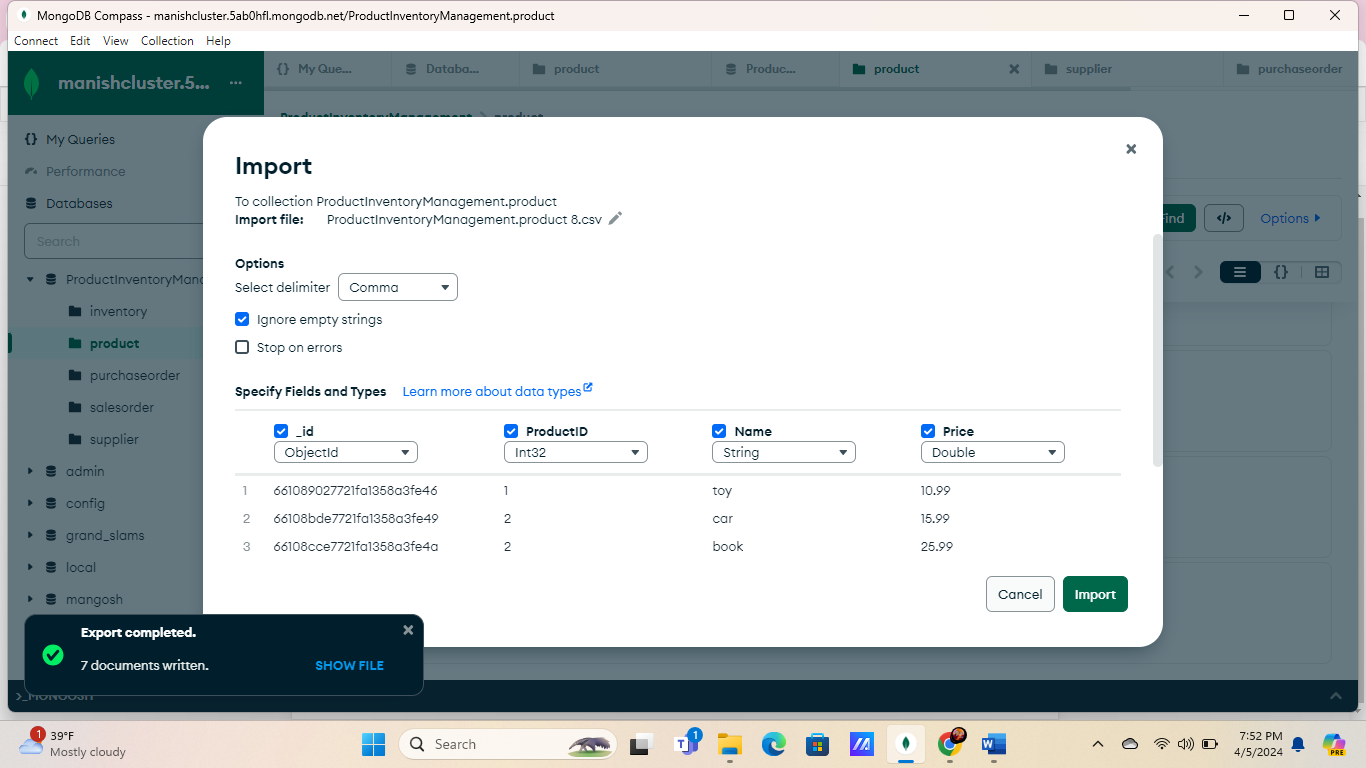 MongoDB Compass - manishcluster.5ab0hfl.mongodb.net/ProductInventoryManagement.product
Connect Edit View Collection Help
manishcluster.5... ···
{} My Que... Databa... product Produc... product supplier purchaseorder
ProductInventoryManagement > product
My Queries
Performance
Databases
Search
ProductInventoryMana
inventory
product
purchaseorder
salesorder
supplier
admin
config
grand_slams
local
mangosh
Import
To collection ProductInventoryManagement.product
Import file: ProductInventoryManagement.product 8.csv
Options
Select delimiter Comma
Ignore empty strings
Stop on errors
Specify Fields and Types Learn more about data types
_id ProductID Name Price
ObjectId Int32 String Double
1 661089027721fa1358a3fe46 1 toy 10.99
2 66108bde7721fa1358a3fe49 2 car 15.99
3 66108cce7721fa1358a3fe4a 2 book 25.99
Cancel Import
ind </> Options
{}
Export completed.
7 documents written. SHOW FILE
>_MONGOSH
1 39°F
Mostly cloudy
Search
1
W
PRE
7:52 PM
4/5/2024